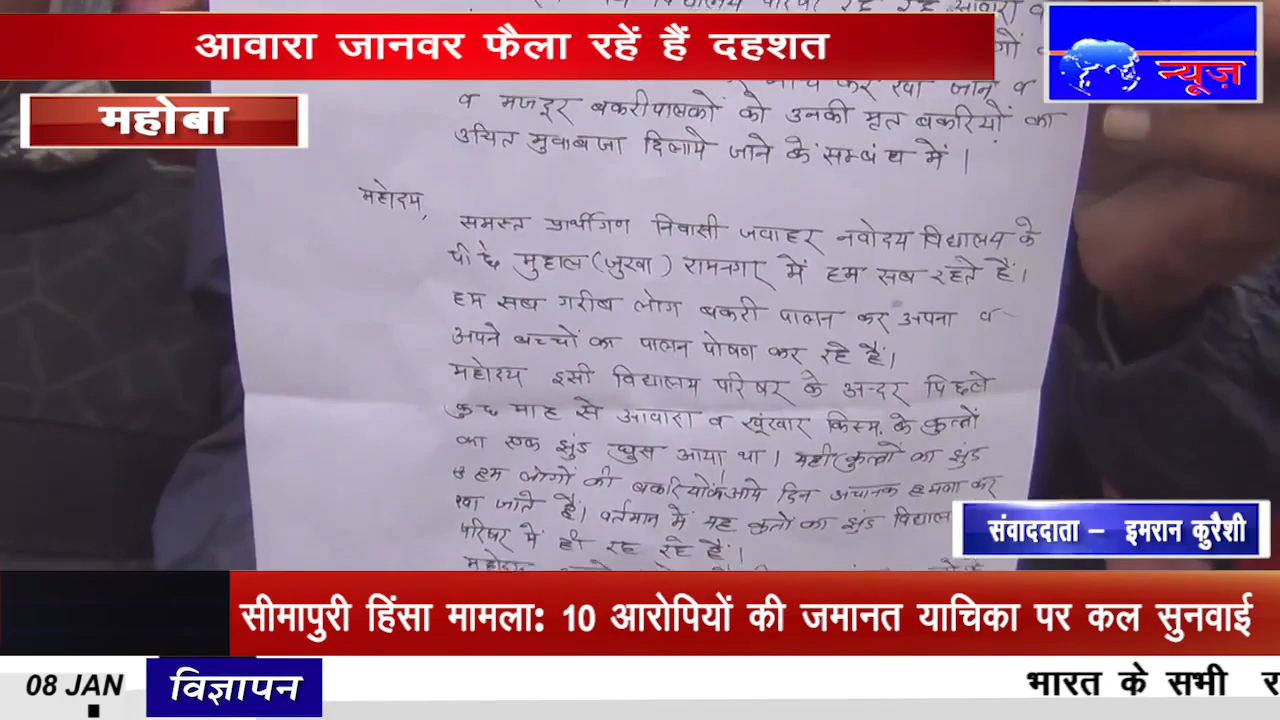 आवारा जानवर फैला रहें हैं दहशत
न्यूज़
महोबा
व मजदूर बकरीपालकों को उनकी मृत बकरियों का
उचित मुवाबजा दिलाये जाने के संम्बंध में ।
महोदय,
समस्त प्रार्थीगण निवासी जवाहर नवोदय विद्यालय के
पीछे मुहाल (जुरवा) रामनगर में हम सब रहते हैं।
हम सब गरीब लोग बकरी पालन कर अपना व
अपने बच्चों का पालन पोषण कर रहे हैं।
महोदय इसी विद्यालय परिषर के अन्दर पिछले
कुछ माह से आवारा व खूंखार किस्म के कुत्तों
का एक झुंड घुस आया था । यही कुत्तों का झुंड
हम लोगों की बकरियों आये दिन अचानक हमला कर
खा जाते हैं। वर्तमान में यह कुत्तों का झुंड
परिषर में ही रह रहे हैं।
महोदय
संवाददाता – इमरान कुरैशी
सीमापुरी हिंसा मामला: 10 आरोपियों की जमानत याचिका पर कल सुनवाई
08 JAN
विज्ञापन
भारत के सभी